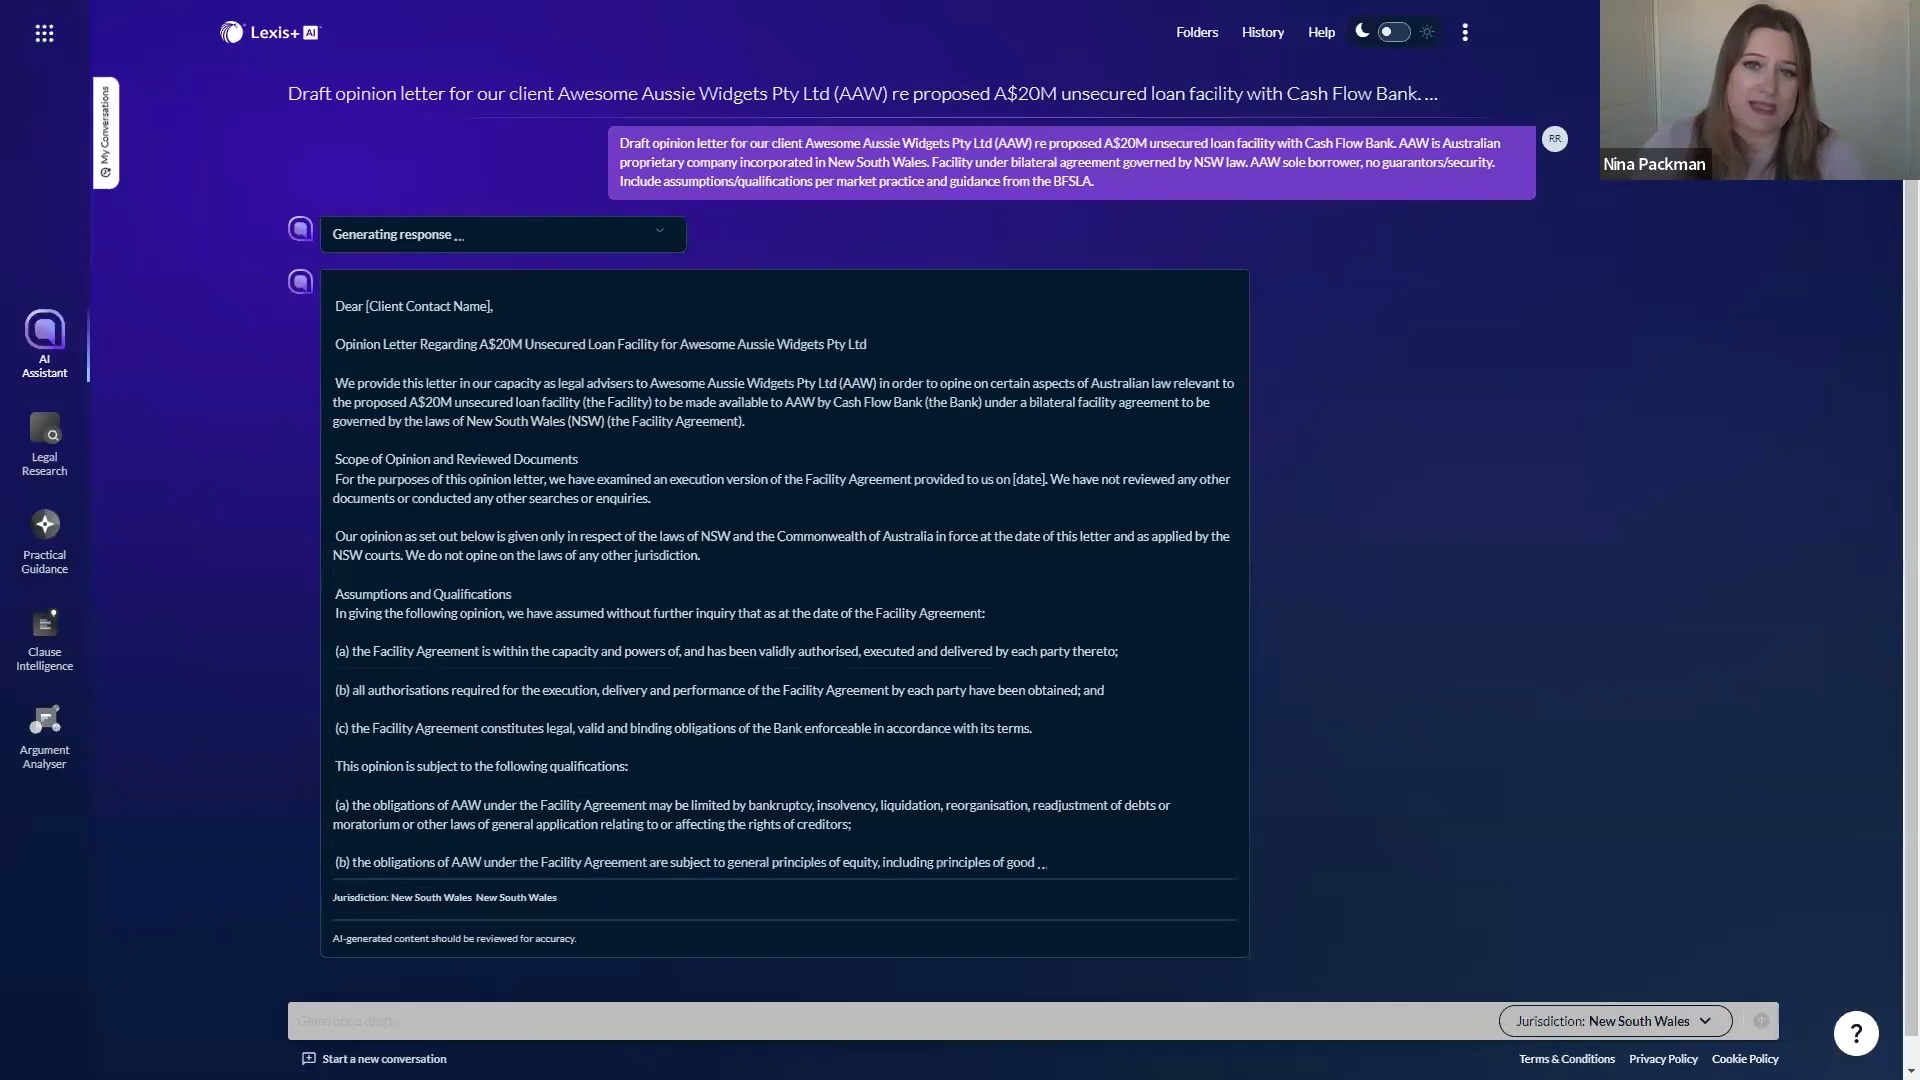 Lexis+ AI
Folders
History
Help
My Conversations
Draft opinion letter for our client Awesome Aussie Widgets Pty Ltd (AAW) re proposed A$20M unsecured loan facility with Cash Flow Bank. ...
Draft opinion letter for our client Awesome Aussie Widgets Pty Ltd (AAW) re proposed A$20M unsecured loan facility with Cash Flow Bank. AAW is Australian
proprietary company incorporated in New South Wales. Facility under bilateral agreement governed by NSW law. AAW sole borrower, no guarantors/security.
Include assumptions/qualifications per market practice and guidance from the BFSLA.
RR
Nina Packman
Generating response ...
Dear [Client Contact Name],
Opinion Letter Regarding A$20M Unsecured Loan Facility for Awesome Aussie Widgets Pty Ltd
We provide this letter in our capacity as legal advisers to Awesome Aussie Widgets Pty Ltd (AAW) in order to opine on certain aspects of Australian law relevant to
the proposed A$20M unsecured loan facility (the Facility) to be made available to AAW by Cash Flow Bank (the Bank) under a bilateral facility agreement to be
governed by the laws of New South Wales (NSW) (the Facility Agreement).
Scope of Opinion and Reviewed Documents
For the purposes of this opinion letter, we have examined an execution version of the Facility Agreement provided to us on [date]. We have not reviewed any other
documents or conducted any other searches or enquiries.
Our opinion as set out below is given only in respect of the laws of NSW and the Commonwealth of Australia in force at the date of this letter and as applied by the
NSW courts. We do not opine on the laws of any other jurisdiction.
Assumptions and Qualifications
In giving the following opinion, we have assumed without further inquiry that as at the date of the Facility Agreement:
(a) the Facility Agreement is within the capacity and powers of, and has been validly authorised, executed and delivered by each party thereto;
(b) all authorisations required for the execution, delivery and performance of the Facility Agreement by each party have been obtained; and
(c) the Facility Agreement constitutes legal, valid and binding obligations of the Bank enforceable in accordance with its terms.
This opinion is subject to the following qualifications:
(a) the obligations of AAW under the Facility Agreement may be limited by bankruptcy, insolvency, liquidation, reorganisation, readjustment of debts or
moratorium or other laws of general application relating to or affecting the rights of creditors;
(b) the obligations of AAW under the Facility Agreement are subject to general principles of equity, including principles of good ...
Jurisdiction: New South Wales New South Wales
AI-generated content should be reviewed for accuracy.
AI
Assistant
Legal
Research
Practical
Guidance
Clause
Intelligence
Argument
Analyser
Generate a draft
Jurisdiction: New South Wales
?
Start a new conversation
Terms & Conditions
Privacy Policy
Cookie Policy